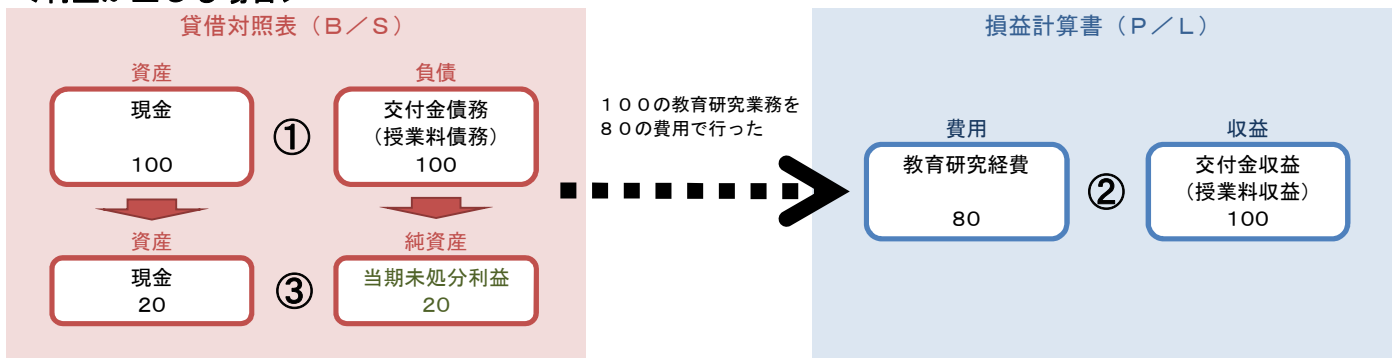 貸借対照表（Ｂ／Ｓ）
資産
負債
現金
100
①
交付金債務
（授業料債務）
100
資産
純資産
現金
20
③
当期未処分利益
20
１００の教育研究業務を
８０の費用で行った
損益計算書（Ｐ／Ｌ）
費用
収益
教育研究経費
80
②
交付金収益
（授業料収益）
100